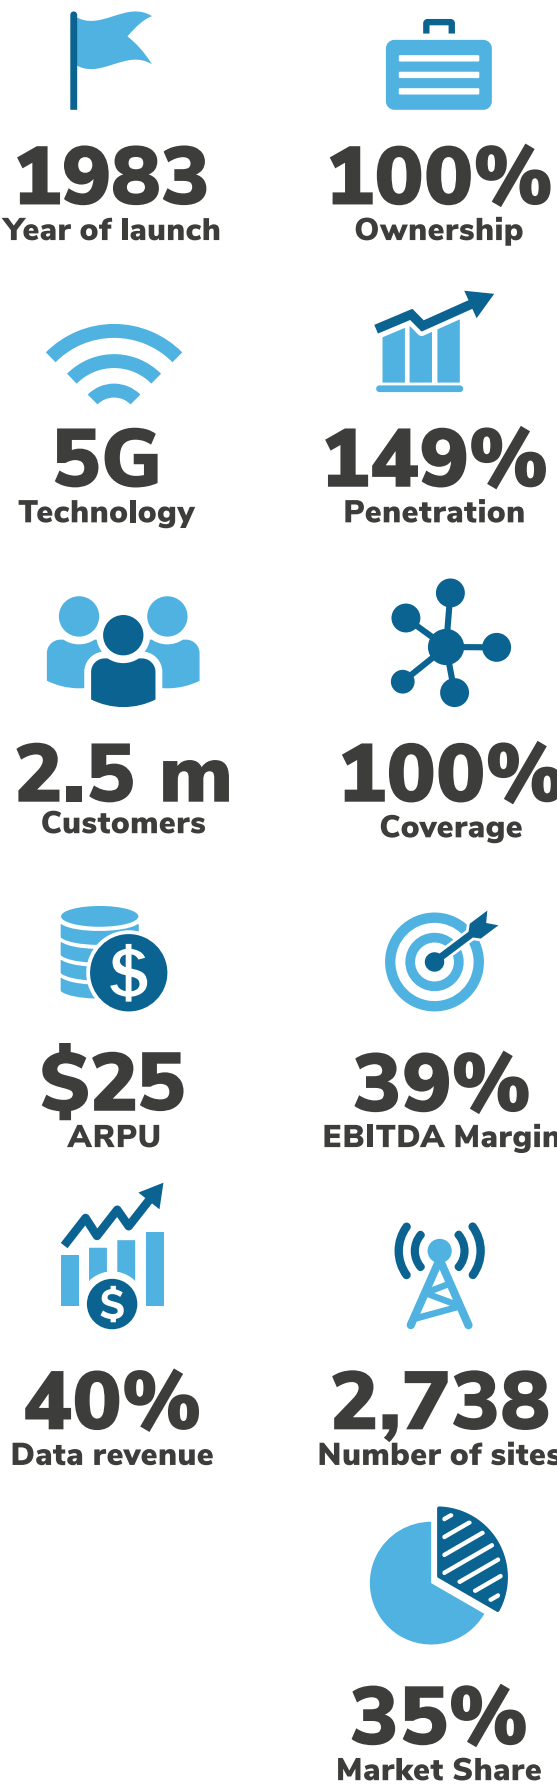 1983
Year of launch
100%
Ownership
5G
Technology
149%
Penetration
2.5 m
Customers
100%
Coverage
$
$25
ARPU
39%
EBITDA Margin
$
40%
Data revenue
2,738
Number of sites
35%
Market Share